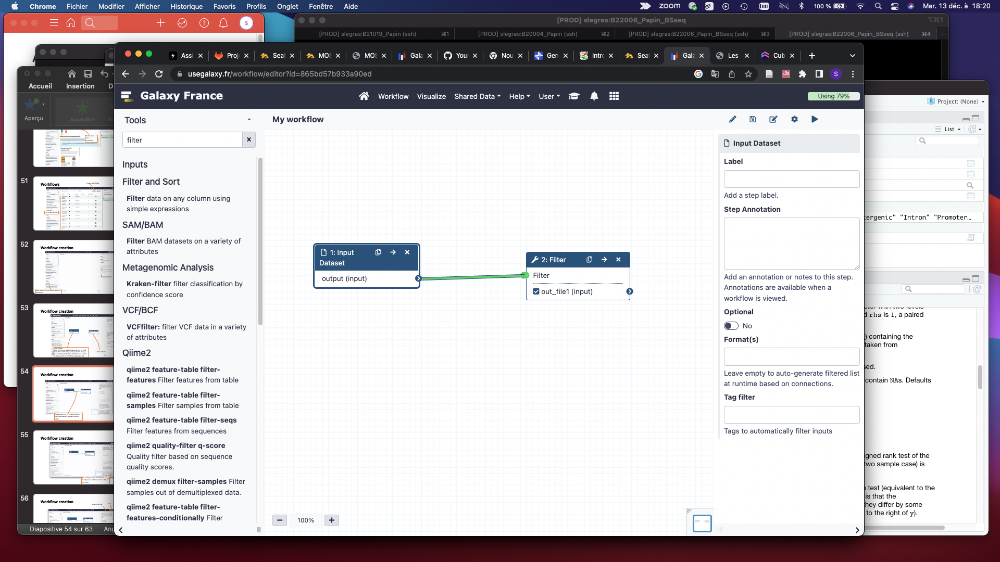 Chrome Fichier Modifier Afficher Historique Favoris Profils Onglet Fenêtre Aide
zoom 100 % Mar. 13 déc. à 18:20
S
[PROD] slegras:B22006_Papin_BSseq ⌥⌘1
[PROD] slegras:B21019_Papin (ssh) ⌘1 [PROD] slegras:B20004_Papin (ssh) ⌘2 [PROD] slegras:B22006_Papin_BSseq (ssh) ⌘3 [PROD] slegras:B22006_Papin_BSseq (ssh) ⌘4
Assi Proje Seaf MOS MOS Gala Your Nou Gen Intro Seaf Gala Les Cub
usegalaxy.fr/workflow/editor?id=865bd57b933a90ed S
Accueil Insertion D
Aperçu Apparaître
Galaxy France Workflow Visualize Shared Data Help User Using 79%
Project: (None)
List
Tools
filter
Inputs
Filter and Sort
Filter data on any column using
simple expressions
SAM/BAM
Filter BAM datasets on a variety of
attributes
Metagenomic Analysis
Kraken-filter filter classification by
confidence score
VCF/BCF
VCFfilter: filter VCF data in a variety
of attributes
Qiime2
qiime2 feature-table filter-
features Filter features from table
qiime2 feature-table filter-
samples Filter samples from table
qiime2 feature-table filter-seqs
Filter features from sequences
qiime2 quality-filter q-score
Quality filter based on sequence
quality scores.
qiime2 demux filter-samples Filter
samples out of demultiplexed data.
qiime2 feature-table filter-
features-conditionally Filter
My workflow
1: Input
Dataset
output (input)
2: Filter
Filter
out_file1 (input)
100%
Input Dataset
Label
Add a step label.
Step Annotation
Add an annotation or notes to this step.
Annotations are available when a
workflow is viewed.
Optional
No
Format(s)
Leave empty to auto-generate filtered list
at runtime based on connections.
Tag filter
Tags to automatically filter inputs
51
Workflows
52
Workflow creation
53
Workflow creation
54
Workflow creation
55
Workflow creation
56
Workflow creation
Diapositive 54 sur 63 Ang
ergenic" "Intron" "Promoter…
d rhs is 1, a paired
) containing the
taken from
sed.
contain NAs. Defaults
gned rank test of the
two sample case) is
n test (equivalent to the
is that the
hey differ by some
to the right of y).